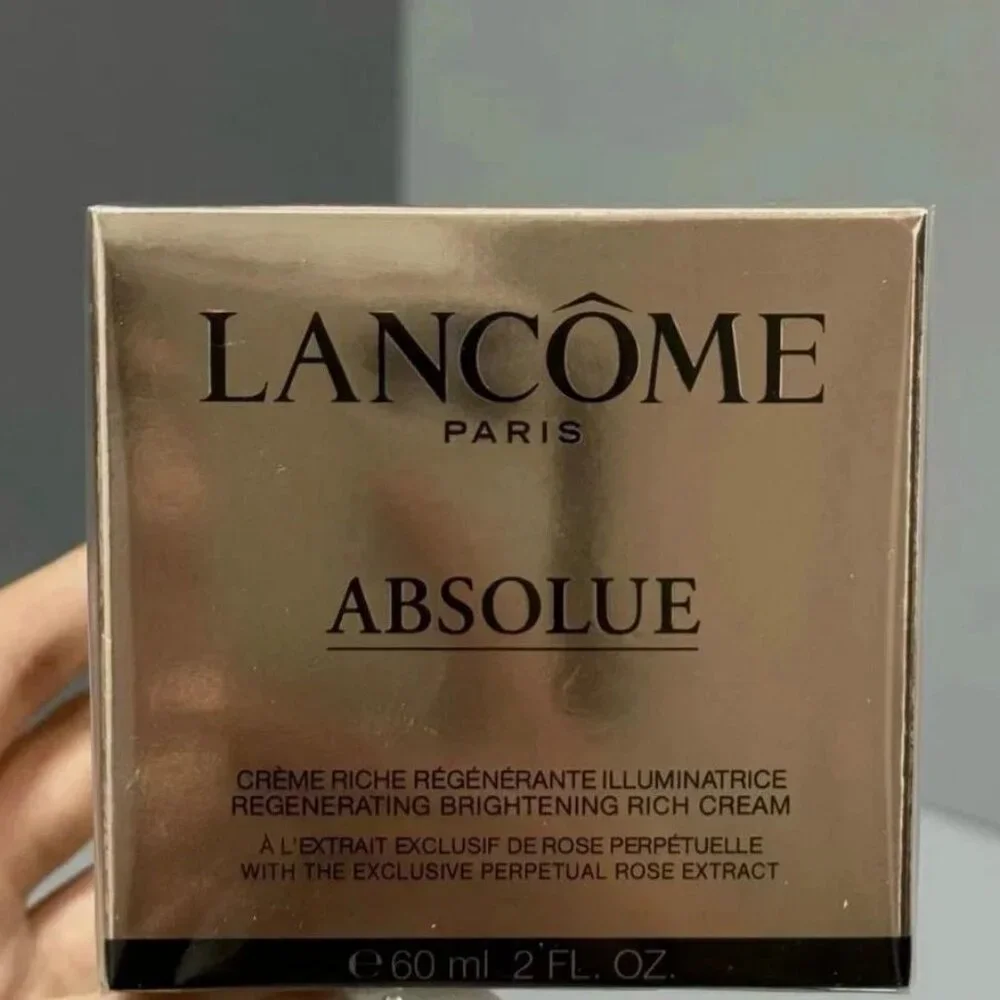 LANCÔME
PARIS
ABSOLUE
CRÈME RICHE RÉGÉNÉRANTE ILLUMINATRICE
REGENERATING BRIGHTENING RICH CREAM
À L'EXTRAIT EXCLUSIF DE ROSE PERPÉTUELLE
WITH THE EXCLUSIVE PERPETUAL ROSE EXTRACT
℮ 60 ml 2 FL. OZ.